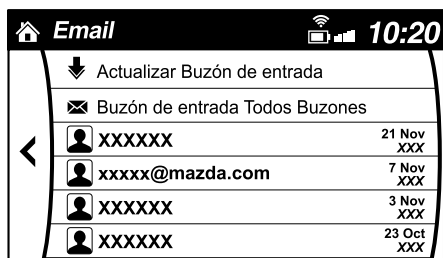 Email 10:20
Actualizar Buzón de entrada
Buzón de entrada Todos Buzones
XXXXXX 21 Nov
XXX
xxxxx@mazda.com 7 Nov
XXX
XXXXXX 3 Nov
XXX
XXXXXX 23 Oct
XXX